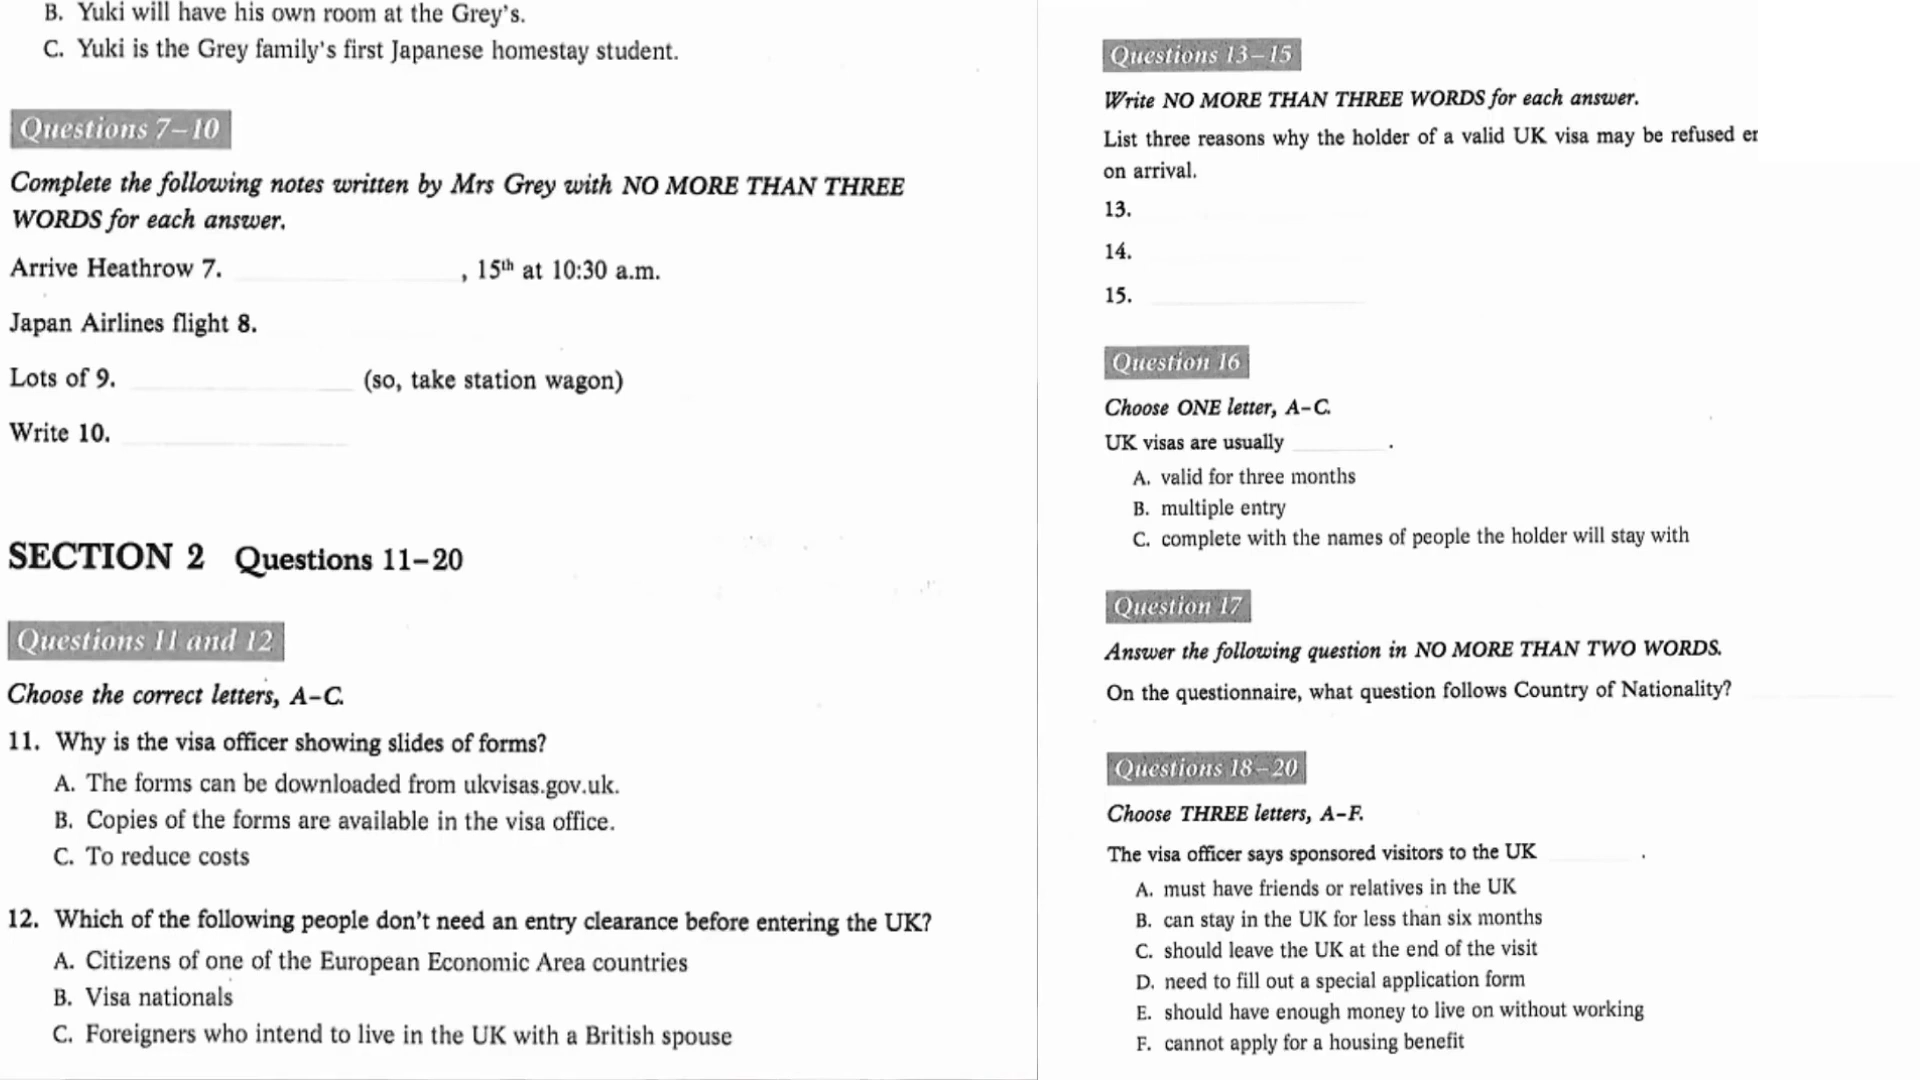 B. Yuki will have his own room at the Grey's.
C. Yuki is the Grey family's first Japanese homestay student.
Questions 7–10
Complete the following notes written by Mrs Grey with NO MORE THAN THREE
WORDS for each answer.
Arrive Heathrow 7. , 15th at 10:30 a.m.
Japan Airlines flight 8.
Lots of 9. (so, take station wagon)
Write 10.
SECTION 2 Questions 11–20
Questions 11 and 12
Choose the correct letters, A–C.
11. Why is the visa officer showing slides of forms?
A. The forms can be downloaded from ukvisas.gov.uk.
B. Copies of the forms are available in the visa office.
C. To reduce costs
12. Which of the following people don't need an entry clearance before entering the UK?
A. Citizens of one of the European Economic Area countries
B. Visa nationals
C. Foreigners who intend to live in the UK with a British spouse
Questions 13–15
Write NO MORE THAN THREE WORDS for each answer.
List three reasons why the holder of a valid UK visa may be refused
on arrival.
13.
14.
15.
Question 16
Choose ONE letter, A–C.
UK visas are usually ________ .
A. valid for three months
B. multiple entry
C. complete with the names of people the holder will stay with
Question 17
Answer the following question in NO MORE THAN TWO WORDS.
On the questionnaire, what question follows Country of Nationality?
Questions 18–20
Choose THREE letters, A–F.
The visa officer says sponsored visitors to the UK ________ .
A. must have friends or relatives in the UK
B. can stay in the UK for less than six months
C. should leave the UK at the end of the visit
D. need to fill out a special application form
E. should have enough money to live on without working
F. cannot apply for a housing benefit